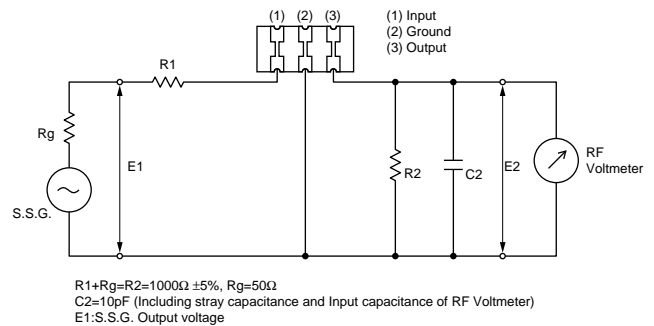 (1) (2) (3)
(1) Input
(2) Ground
(3) Output
R1
Rg
E1
R2
C2
E2
RF
Voltmeter
S.S.G.
R1+Rg=R2=1000Ω ±5%, Rg=50Ω
C2=10pF (Including stray capacitance and Input capacitance of RF Voltmeter)
E1:S.S.G. Output voltage